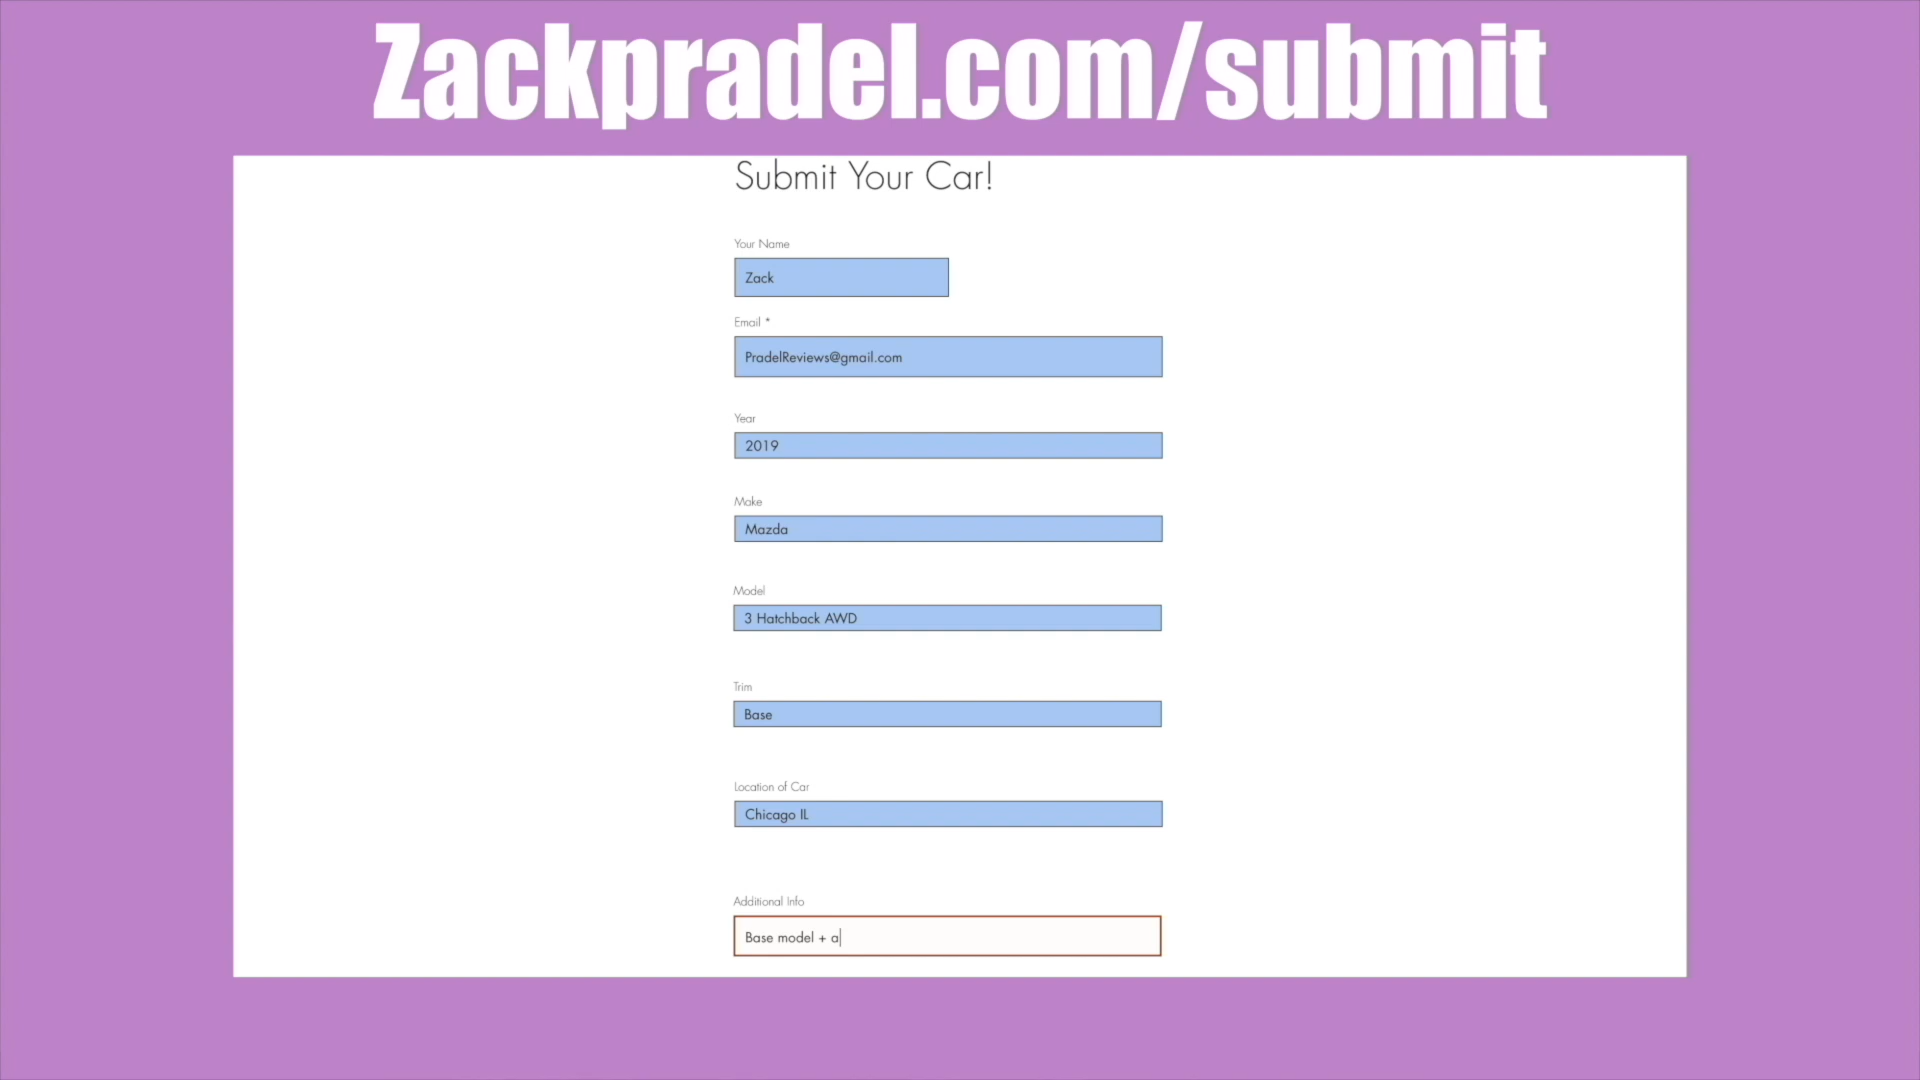 Zackpradel.com/submit
Submit Your Car!
Your Name
Zack
Email *
PradelReviews@gmail.com
Year
2019
Make
Mazda
Model
3 Hatchback AWD
Trim
Base
Location of Car
Chicago IL
Additional Info
Base model + a